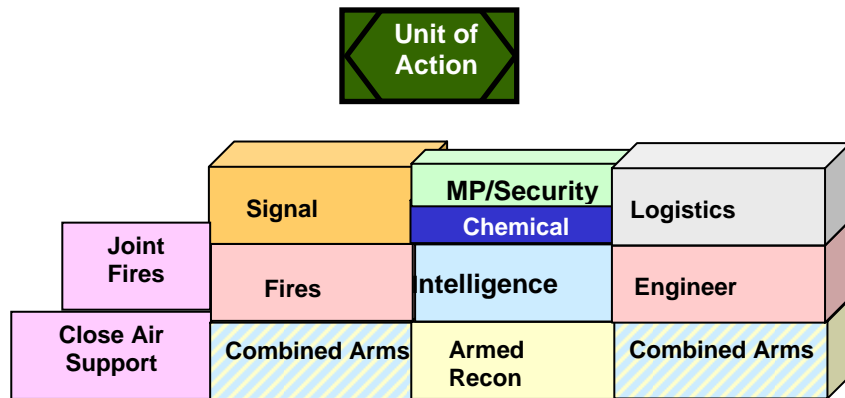 Unit of
Action
Signal
MP/Security
Chemical
Logistics
Joint
Fires
Fires
Intelligence
Engineer
Close Air
Support
Combined Arms
Armed
Recon
Combined Arms